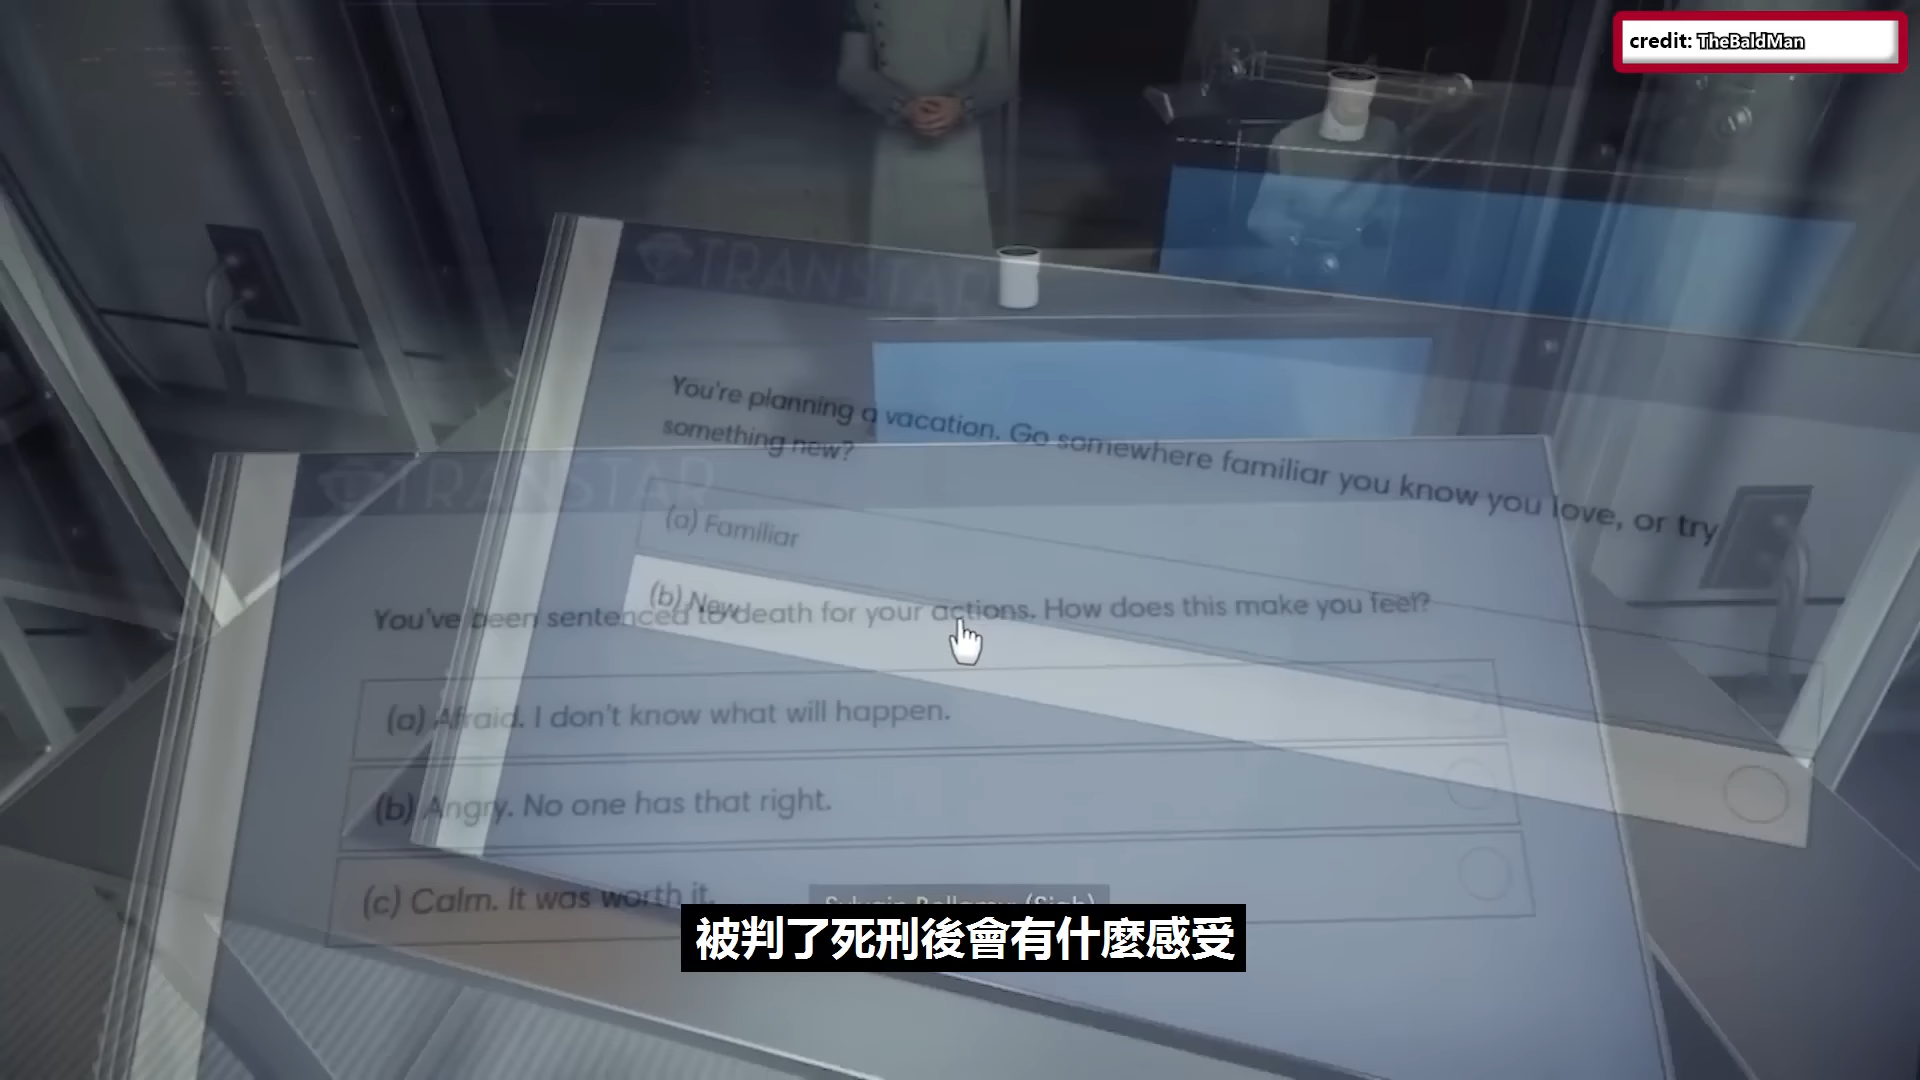 credit: TheBaldMan
TRANSTAR
You're planning a vacation. Go somewhere familiar you know you love, or try
something new?
(a) Familiar
(b) New
TRANSTAR
You've been sentenced to death for your actions. How does this make you feel?
(a) Afraid. I don't know what will happen.
(b) Angry. No one has that right.
(c) Calm. It was worth it.
Sylvain Bellamy: (Sigh)
被判了死刑後會有什麼感受